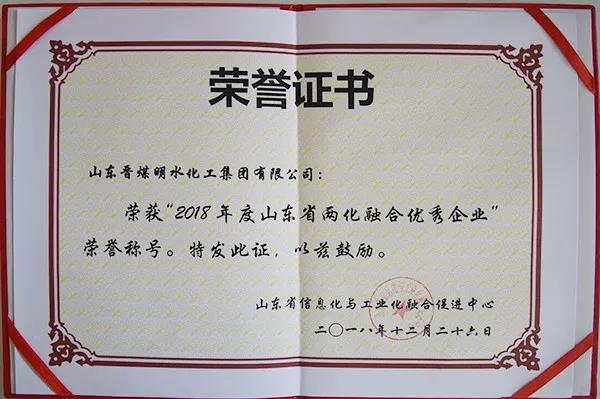 荣誉证书
山东晋煤明水化工集团有限公司：
荣获“2018年度山东省两化融合优秀企业”
荣誉称号。特发此证，以兹鼓励。
山东省信息化与工业化融合促进中心
二〇一八年十二月二十六日